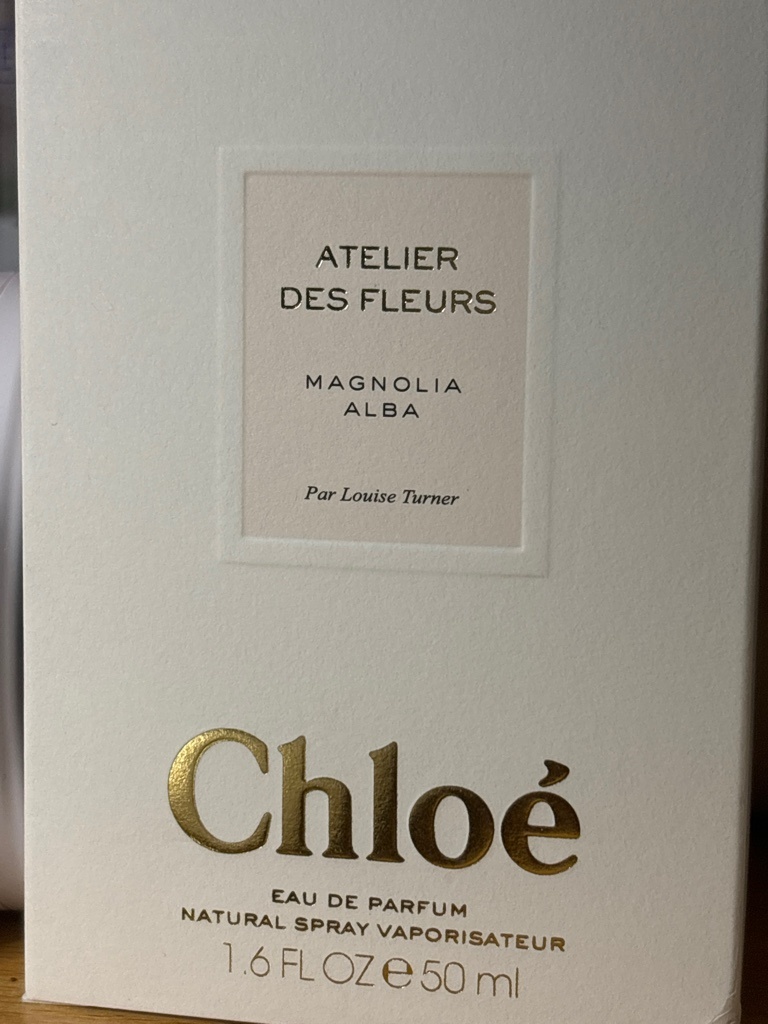 ATELIER
DES FLEURS
MAGNOLIA
ALBA
Par Louise Turner
Chloé
EAU DE PARFUM
NATURAL SPRAY VAPORISATEUR
1.6 FL OZ ℮ 50 ml